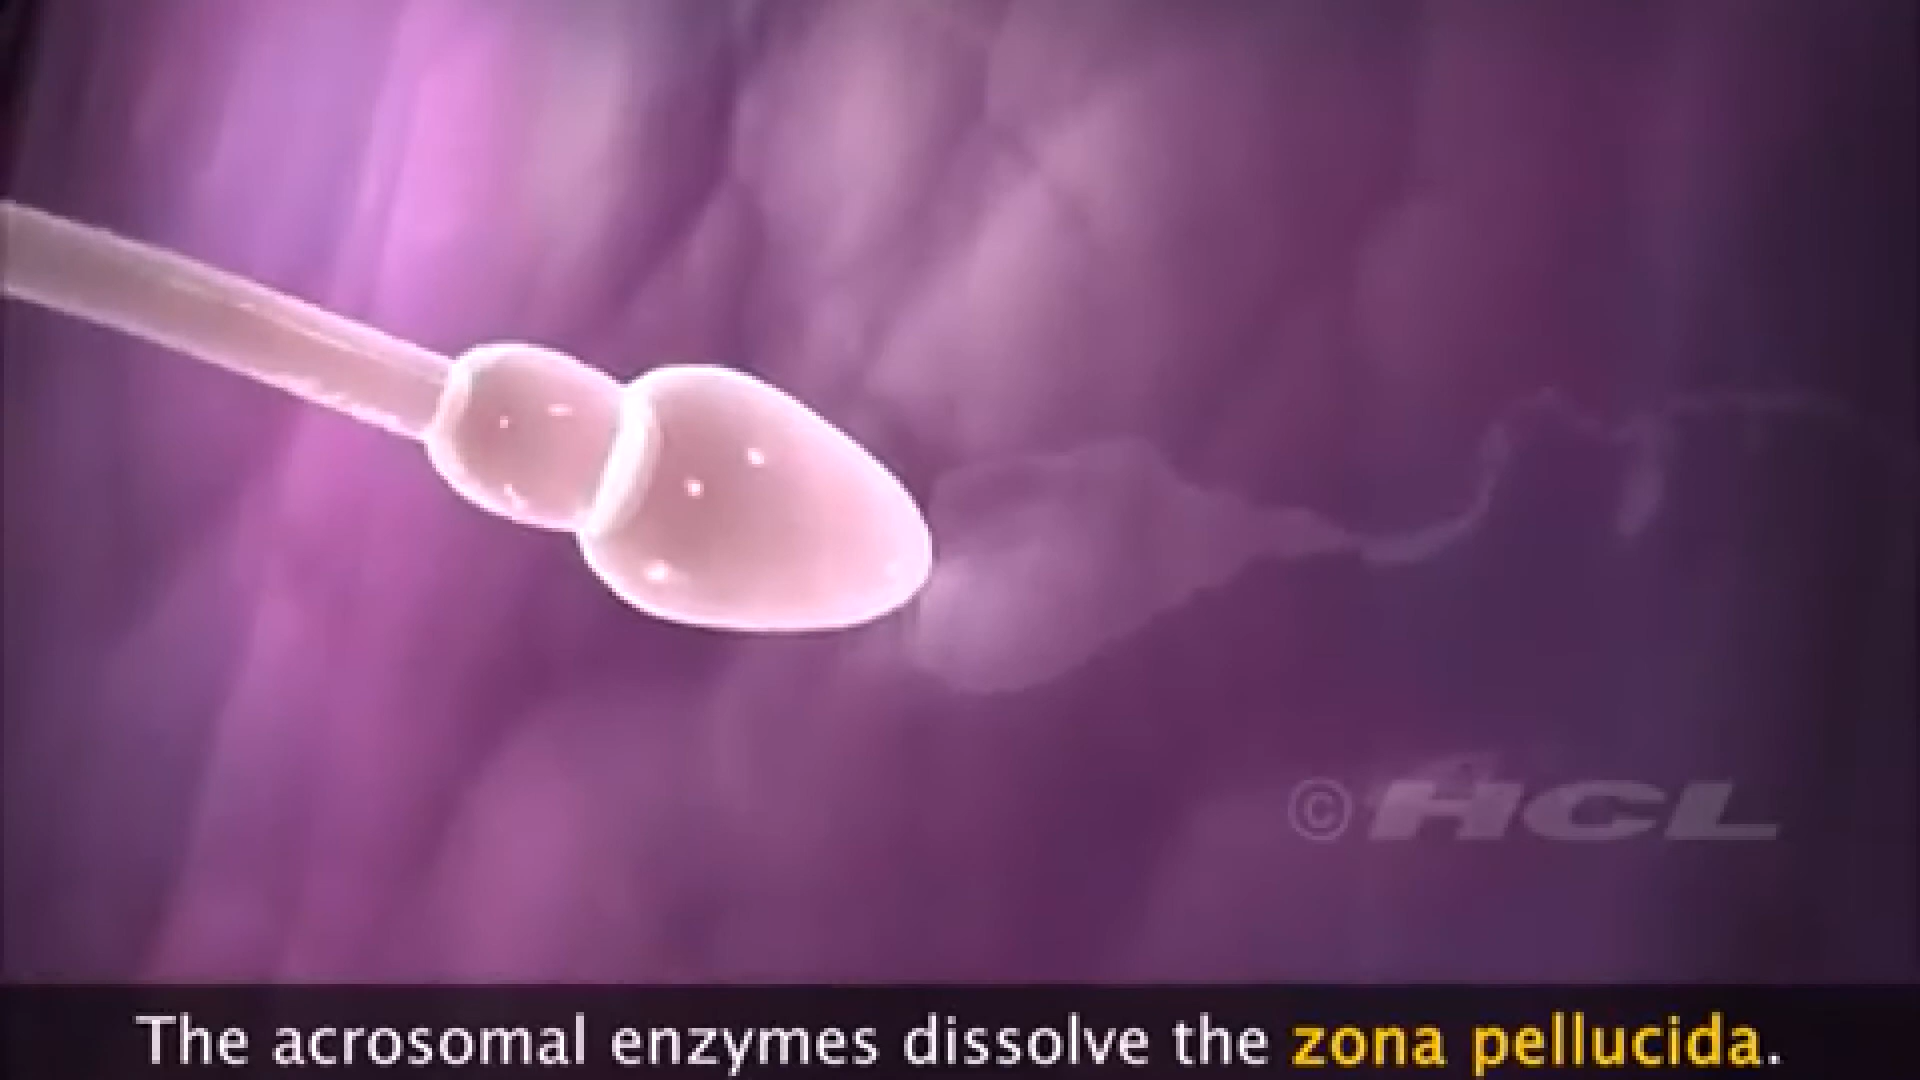 ©HCL
The acrosomal enzymes dissolve the zona pellucida.